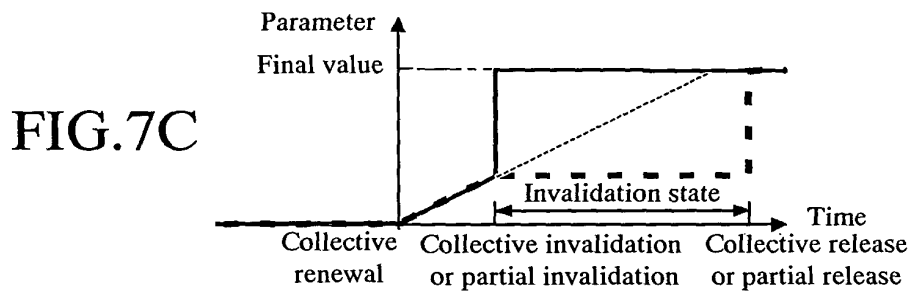 Parameter
Final value
FIG.7C
Invalidation state
Time
Collective
renewal
Collective invalidation
or partial invalidation
Collective release
or partial release